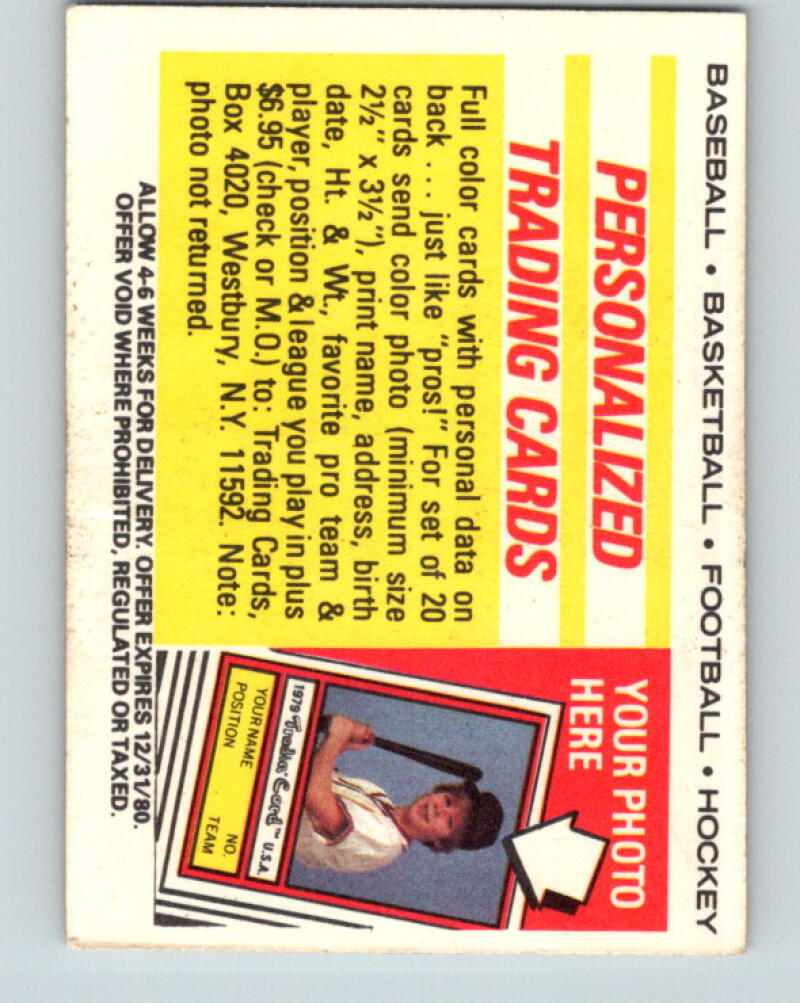 BASEBALL • BASKETBALL • FOOTBALL • HOCKEY
PERSONALIZED
TRADING CARDS
Full color cards with personal data on
back . . . just like "pros!" For set of 20
cards send color photo (minimum size
2½" x 3½"), print name, address, birth
date, Ht. & Wt., favorite pro team &
player, position & league you play in plus
$6.95 (check or M.O.) to: Trading Cards,
Box 4020, Westbury, N.Y. 11592. Note:
photo not returned.
YOUR PHOTO
HERE
1979 Trading Card™ U.S.A.
YOUR NAME NO.
POSITION TEAM
ALLOW 4-6 WEEKS FOR DELIVERY. OFFER EXPIRES 12/31/80.
OFFER VOID WHERE PROHIBITED, REGULATED OR TAXED.